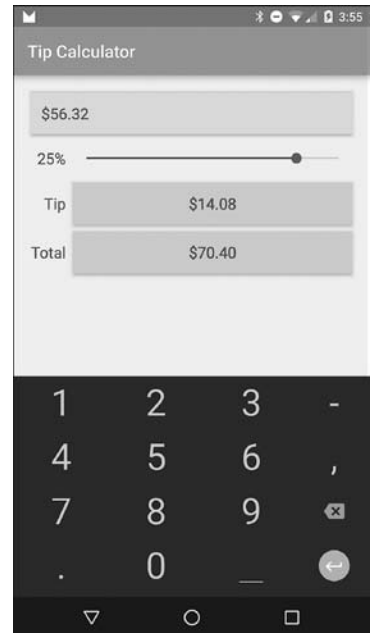 3:55
Tip Calculator
$56.32
25%
Tip $14.08
Total $70.40
1 2 3 -
4 5 6 ,
7 8 9
. 0 _